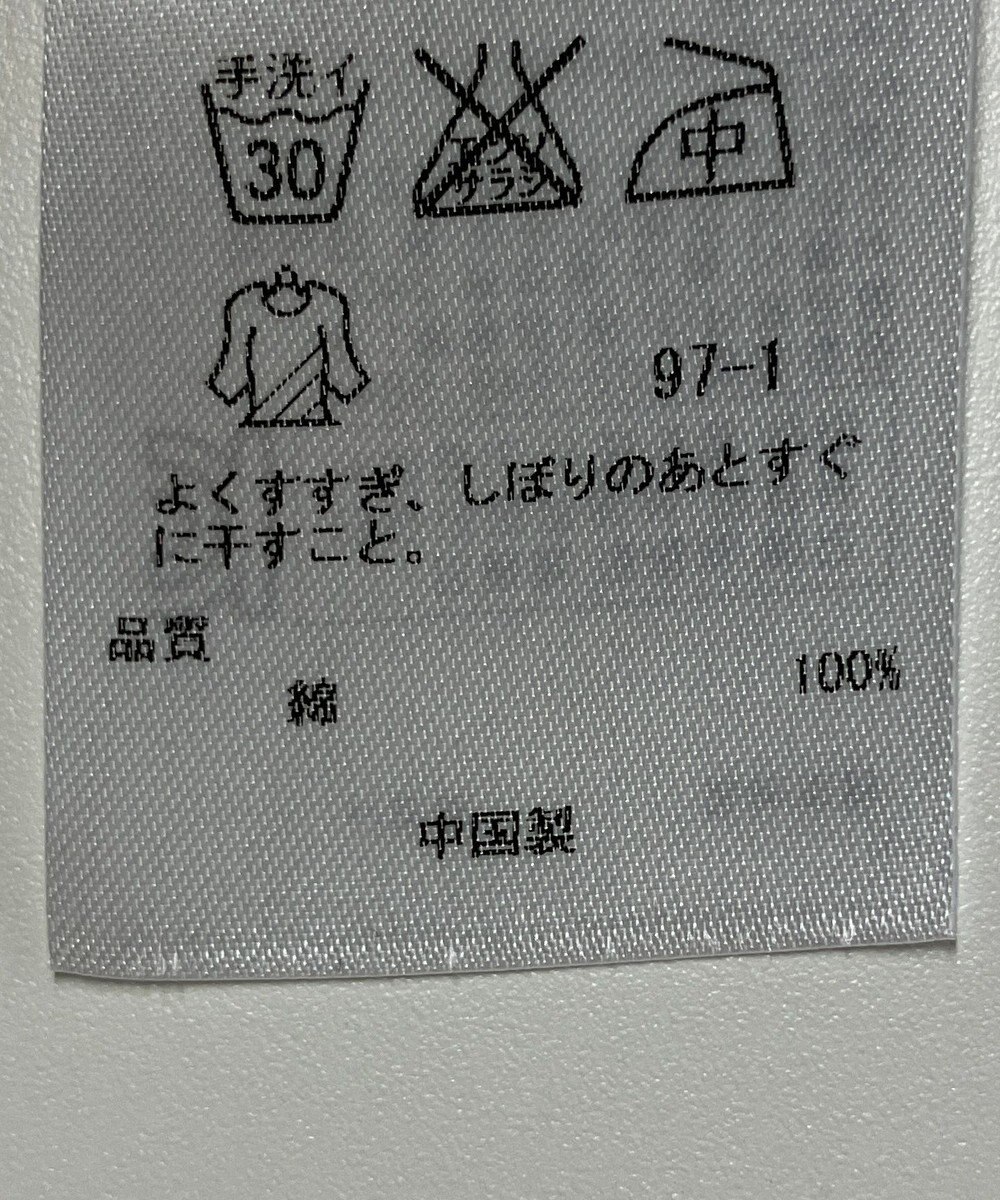 手洗イ
30
エンソ
サラシ
中
97-1
よくすすぎ、しぼりのあとすぐ
に干すこと。
品質
綿 100%
中国製